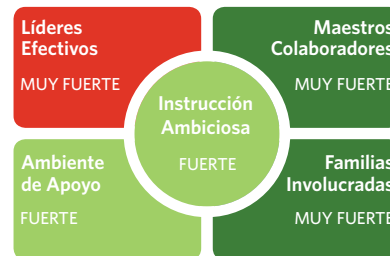 Líderes
Efectivos
MUY FUERTE
Maestros
Colaboradores
MUY FUERTE
Instrucción
Ambiciosa
FUERTE
Ambiente
de Apoyo
FUERTE
Familias
Involucradas
MUY FUERTE